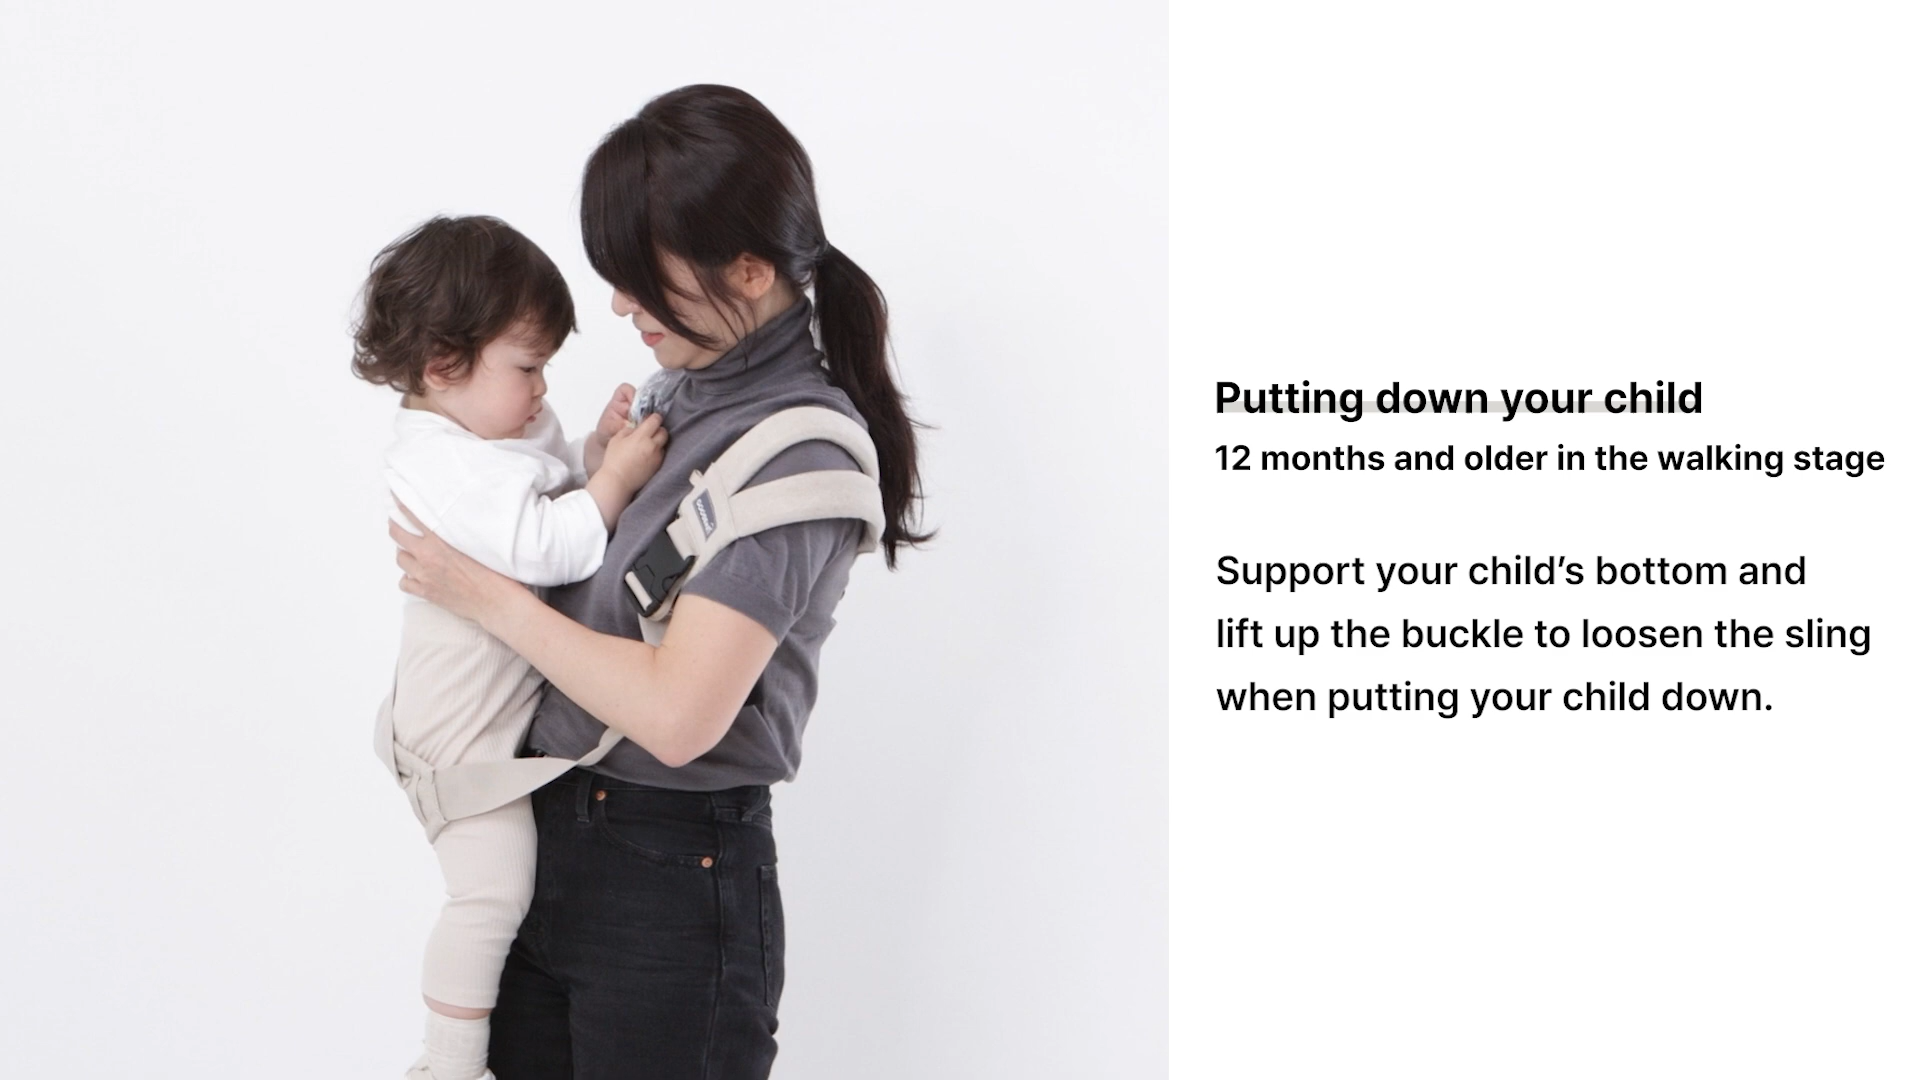 Putting down your child
12 months and older in the walking stage
Support your child’s bottom and
lift up the buckle to loosen the sling
when putting your child down.